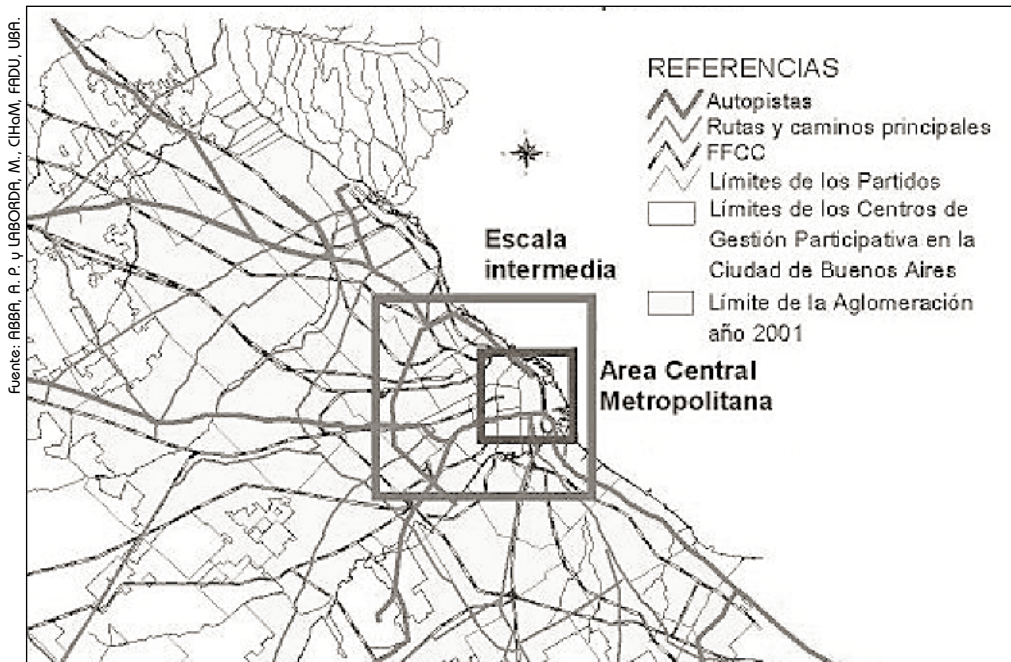 Fuente: ABBA, A. P. y LABORDA, M., CIHaM, FADU, UBA.
REFERENCIAS
Autopistas
Rutas y caminos principales
FFCC
Límites de los Partidos
Límites de los Centros de
Gestión Participativa en la
Ciudad de Buenos Aires
Límite de la Aglomeración
año 2001
Escala
intermedia
Area Central
Metropolitana